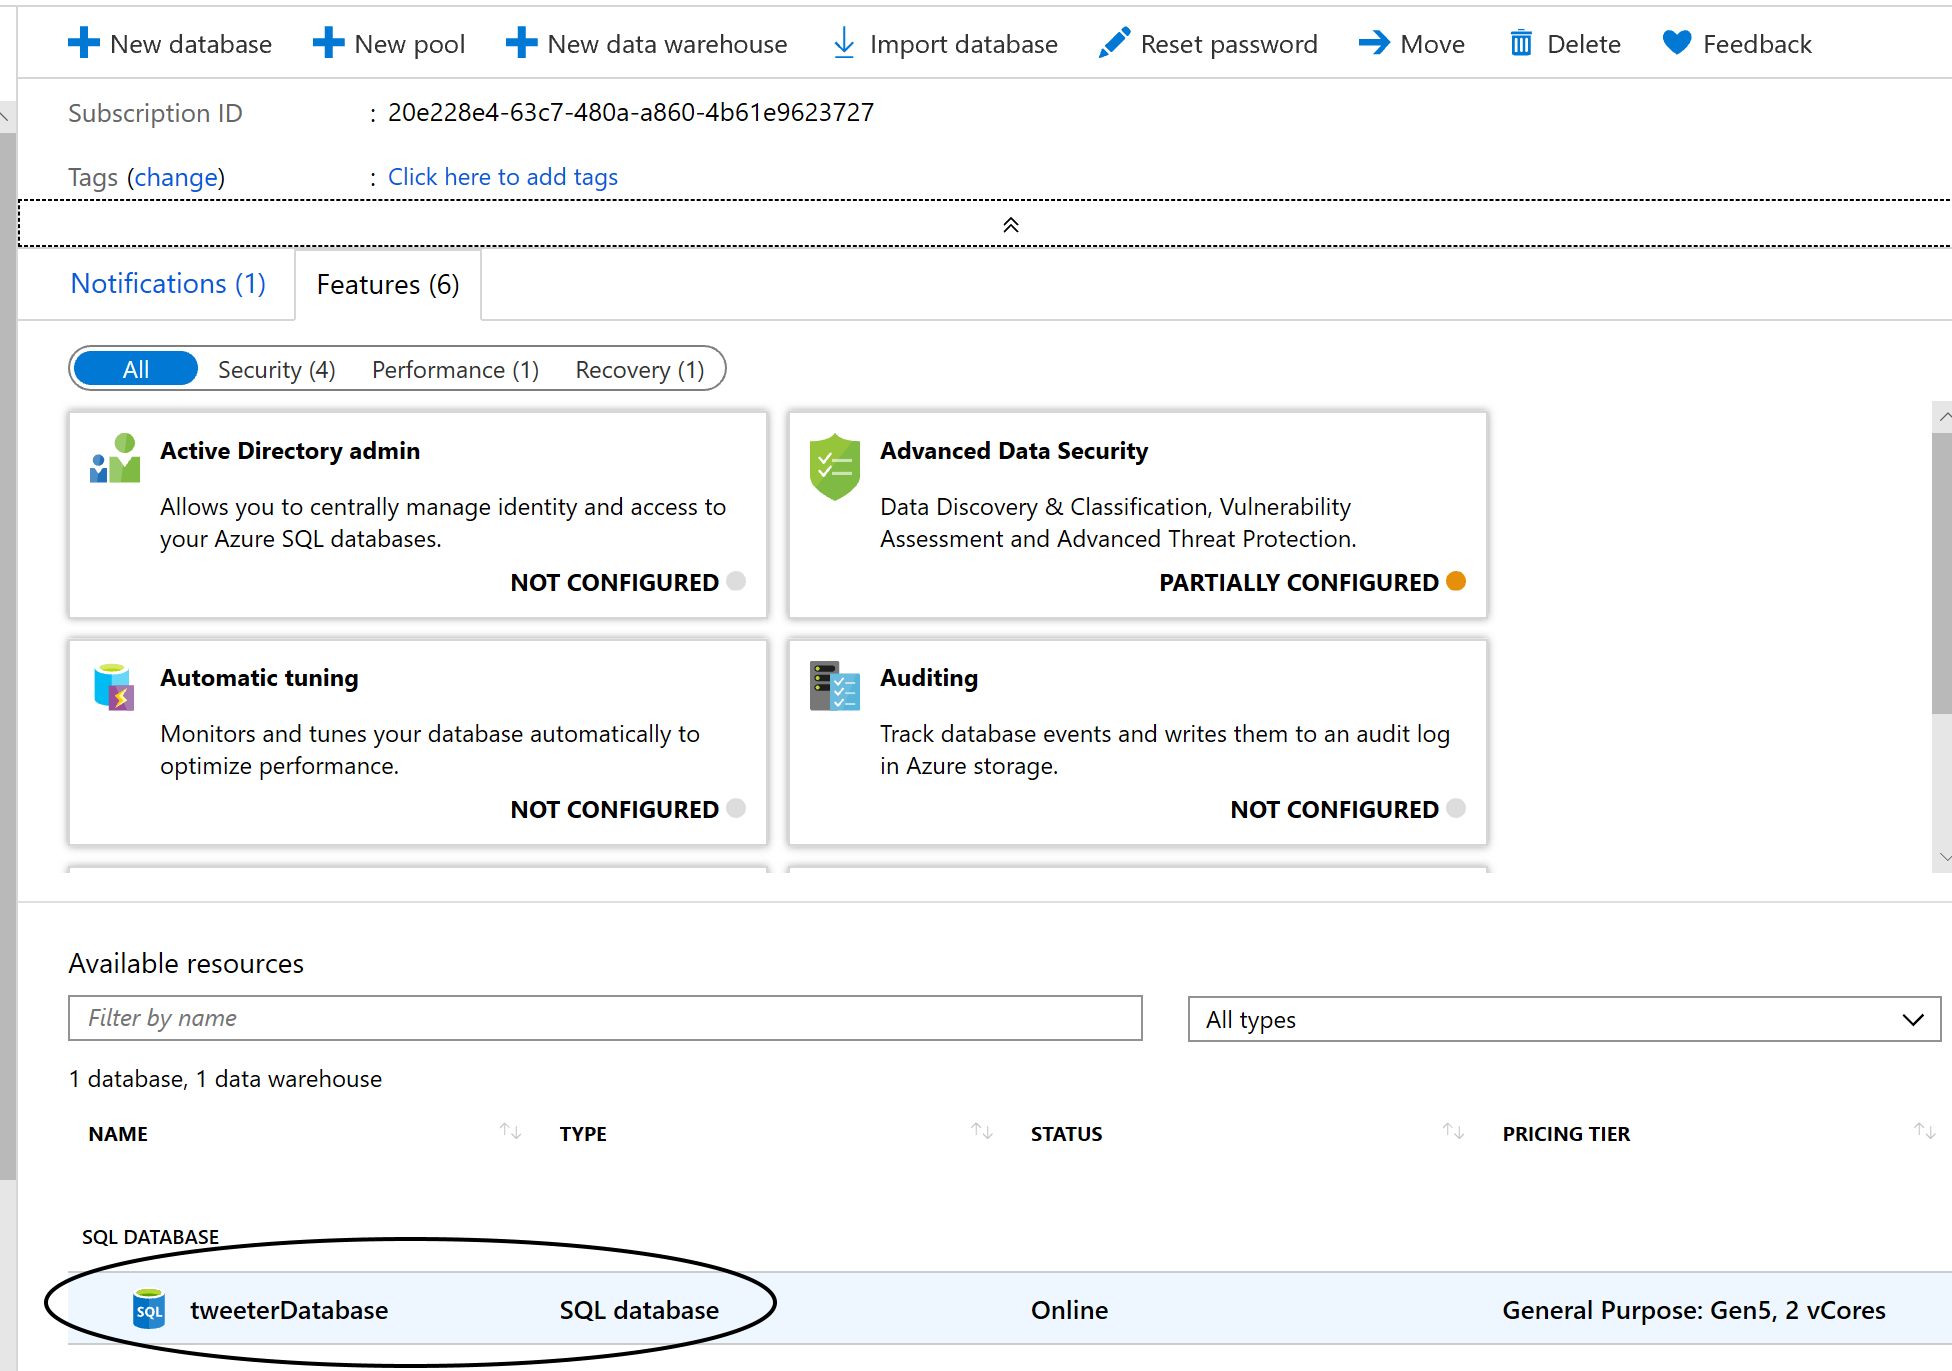 New database New pool New data warehouse Import database Reset password Move Delete Feedback
Subscription ID : 20e228e4-63c7-480a-a860-4b61e9623727
Tags (change) : Click here to add tags
Notifications (1) Features (6)
All Security (4) Performance (1) Recovery (1)
Active Directory admin
Allows you to centrally manage identity and access to
your Azure SQL databases.
NOT CONFIGURED
Advanced Data Security
Data Discovery & Classification, Vulnerability
Assessment and Advanced Threat Protection.
PARTIALLY CONFIGURED
Automatic tuning
Monitors and tunes your database automatically to
optimize performance.
NOT CONFIGURED
Auditing
Track database events and writes them to an audit log
in Azure storage.
NOT CONFIGURED
Available resources
Filter by name All types
1 database, 1 data warehouse
NAME TYPE STATUS PRICING TIER
SQL DATABASE
SQL tweeterDatabase SQL database Online General Purpose: Gen5, 2 vCores